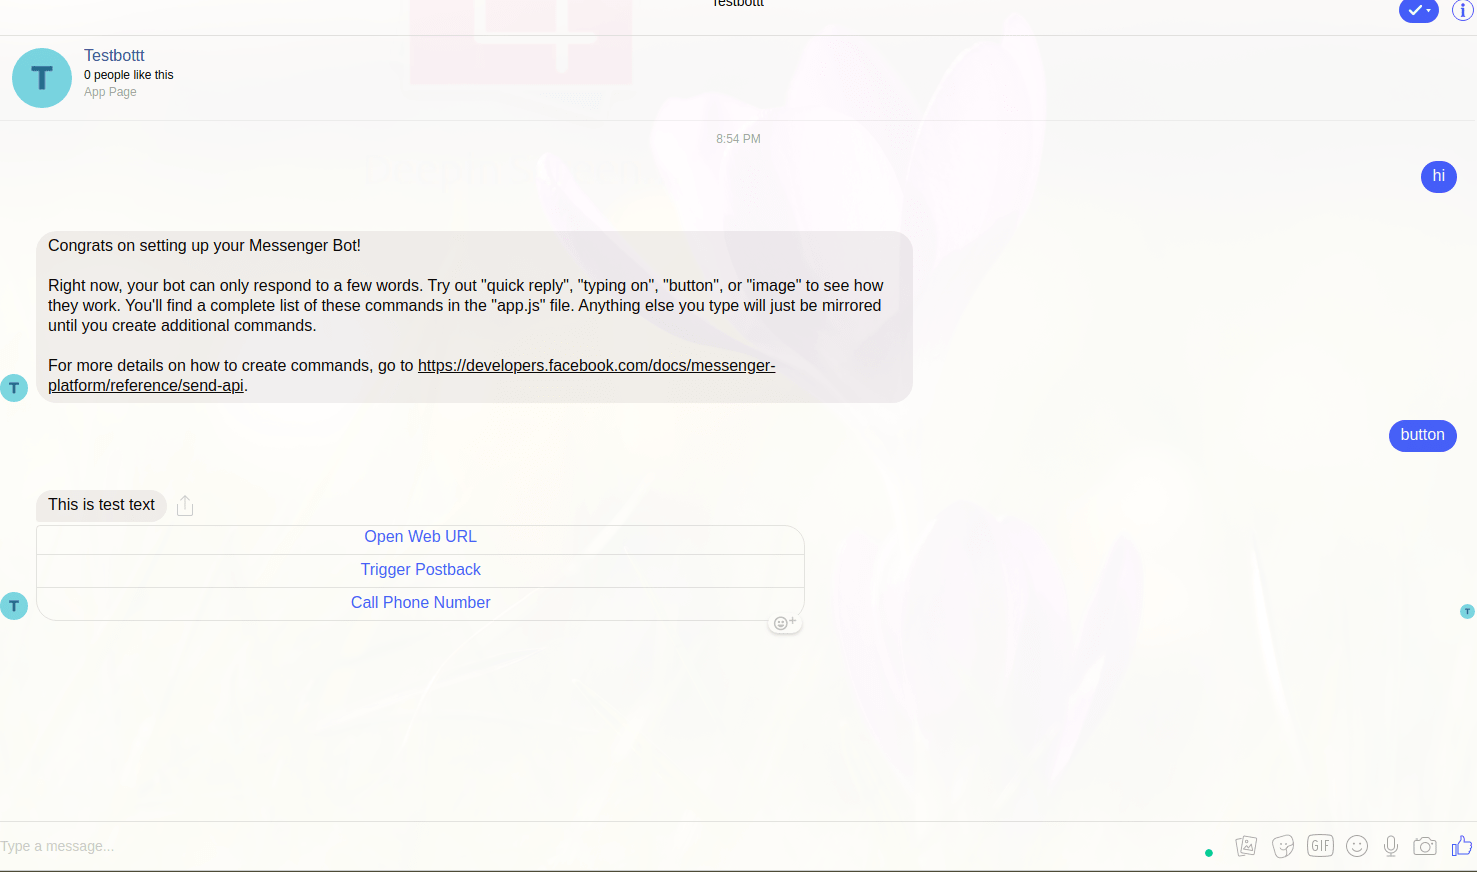 Testbottt
T
Testbottt
0 people like this
App Page
8:54 PM
hi
Congrats on setting up your Messenger Bot!
Right now, your bot can only respond to a few words. Try out "quick reply", "typing on", "button", or "image" to see how
they work. You'll find a complete list of these commands in the "app.js" file. Anything else you type will just be mirrored
until you create additional commands.
For more details on how to create commands, go to https://developers.facebook.com/docs/messenger-
platform/reference/send-api.
T
button
This is test text
Open Web URL
Trigger Postback
Call Phone Number
T
T
Type a message...
GIF